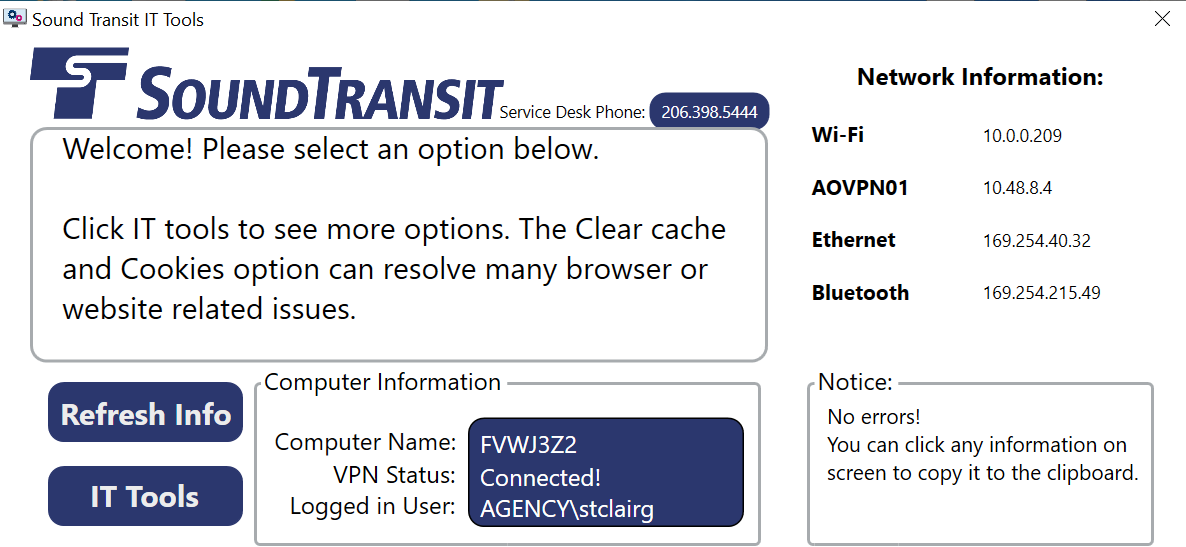 Sound Transit IT Tools
SOUNDTRANSIT
Service Desk Phone: 206.398.5444
Welcome! Please select an option below.
Click IT tools to see more options. The Clear cache
and Cookies option can resolve many browser or
website related issues.
Network Information:
Wi-Fi 10.0.0.209
AOVPN01 10.48.8.4
Ethernet 169.254.40.32
Bluetooth 169.254.215.49
Refresh Info
IT Tools
Computer Information
Computer Name: FVWJ3Z2
VPN Status: Connected!
Logged in User: AGENCY\stclairg
Notice:
No errors!
You can click any information on
screen to copy it to the clipboard.